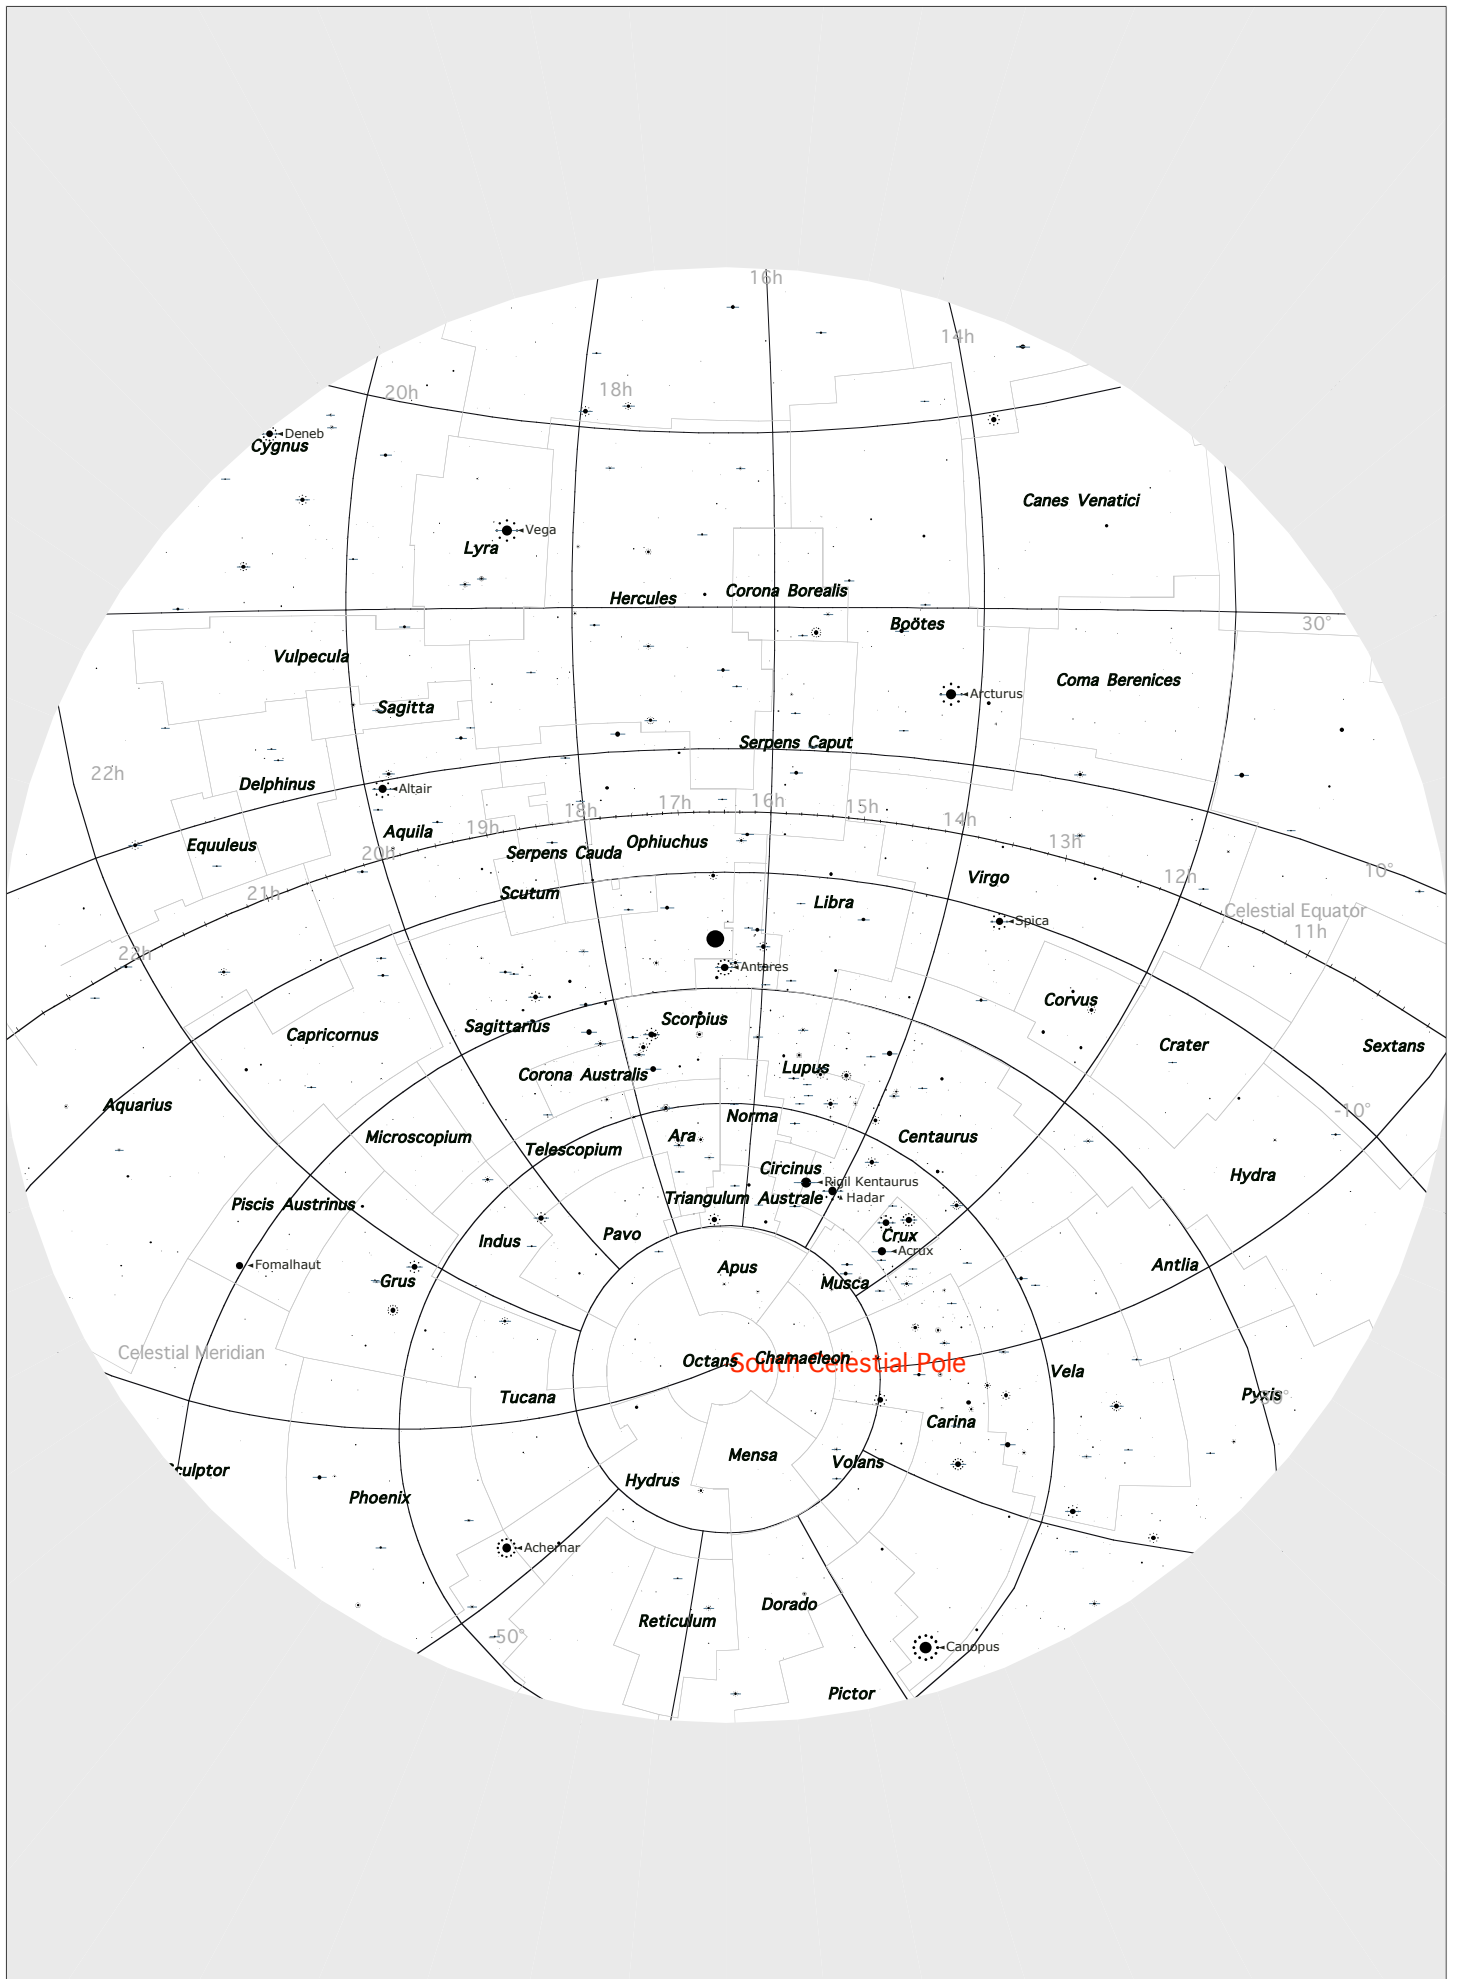 16h
14h
20h
18h
Deneb
Cygnus
Canes Venatici
Vega
Lyra
Hercules
Corona Borealis
Boötes
30°
Vulpecula
Coma Berenices
Arcturus
Sagitta
Serpens Caput
22h
Delphinus
Altair
18h
17h
16h
15h
14h
Aquila
19h
Equuleus
20h
Serpens Cauda
Ophiuchus
13h
10°
Virgo
12h
21h
Scutum
Libra
Celestial Equator
Spica
11h
22h
Antares
Corvus
Capricornus
Sagittarius
Scorpius
Crater
Sextans
Corona Australis
Lupus
Aquarius
-10°
Norma
Microscopium
Telescopium
Ara
Centaurus
Circinus
Hydra
Rigil Kentaurus
Piscis Austrinus
Triangulum Australe
Hadar
Indus
Pavo
Crux
Acrux
Fomalhaut
Grus
Apus
Musca
Antlia
Celestial Meridian
Octans
Chamaeleon
South Celestial Pole
Vela
Tucana
Pyxis
Carina
Mensa
Volans
Sculptor
Hydrus
Phoenix
Achernar
Dorado
Reticulum
-50°
Canopus
Pictor